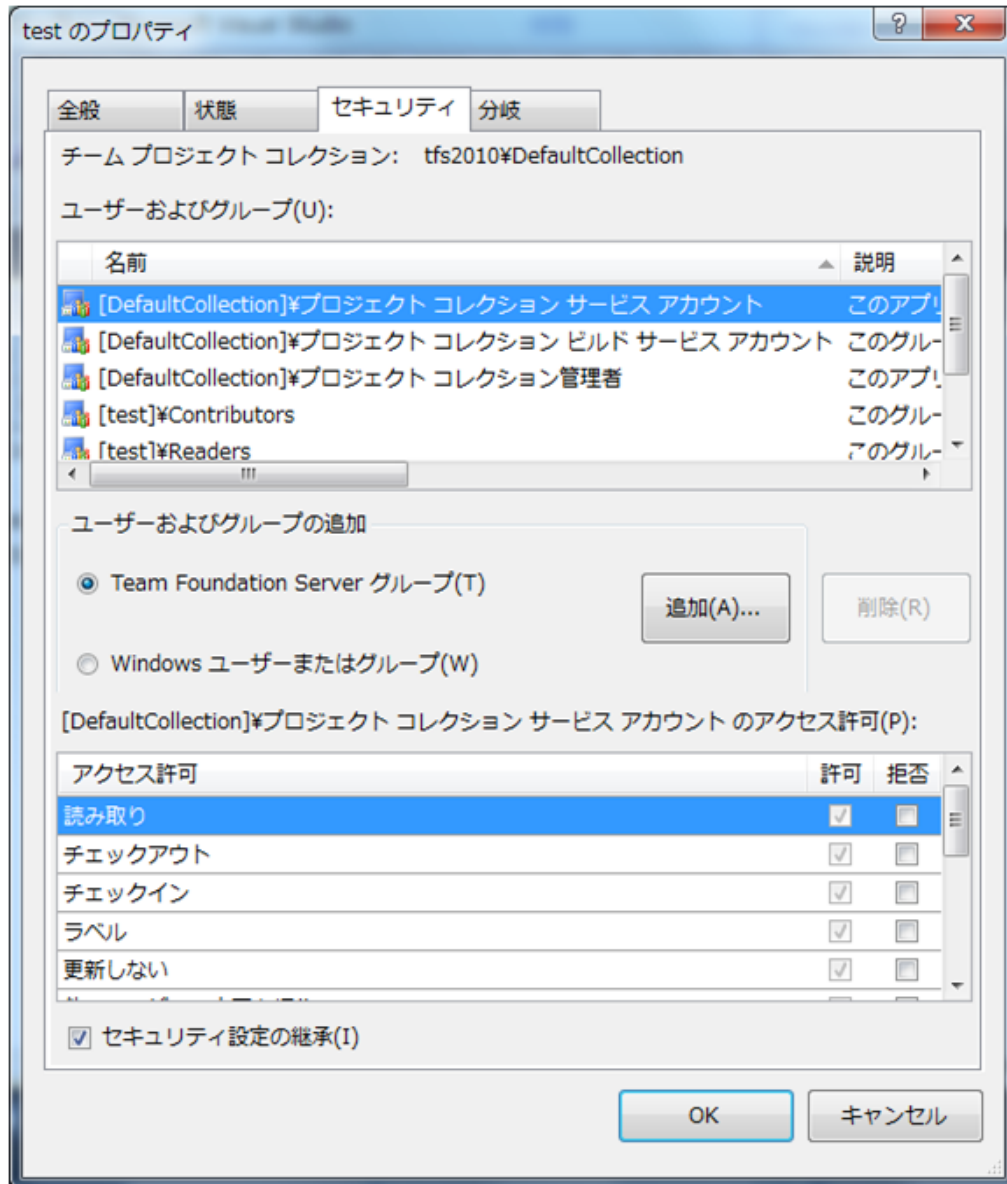 test のプロパティ
全般 状態 セキュリティ 分岐
チーム プロジェクト コレクション: tfs2010¥DefaultCollection
ユーザーおよびグループ(U):
名前 説明
[DefaultCollection]¥プロジェクト コレクション サービス アカウント このアプリ
[DefaultCollection]¥プロジェクト コレクション ビルド サービス アカウント このグルー
[DefaultCollection]¥プロジェクト コレクション管理者 このアプリ
[test]¥Contributors このグルー
[test]¥Readers このグルー
ユーザーおよびグループの追加
Team Foundation Server グループ(T)
追加(A)... 削除(R)
Windows ユーザーまたはグループ(W)
[DefaultCollection]¥プロジェクト コレクション サービス アカウント のアクセス許可(P):
アクセス許可 許可 拒否
読み取り
チェックアウト
チェックイン
ラベル
更新しない
セキュリティ設定の継承(I)
OK キャンセル